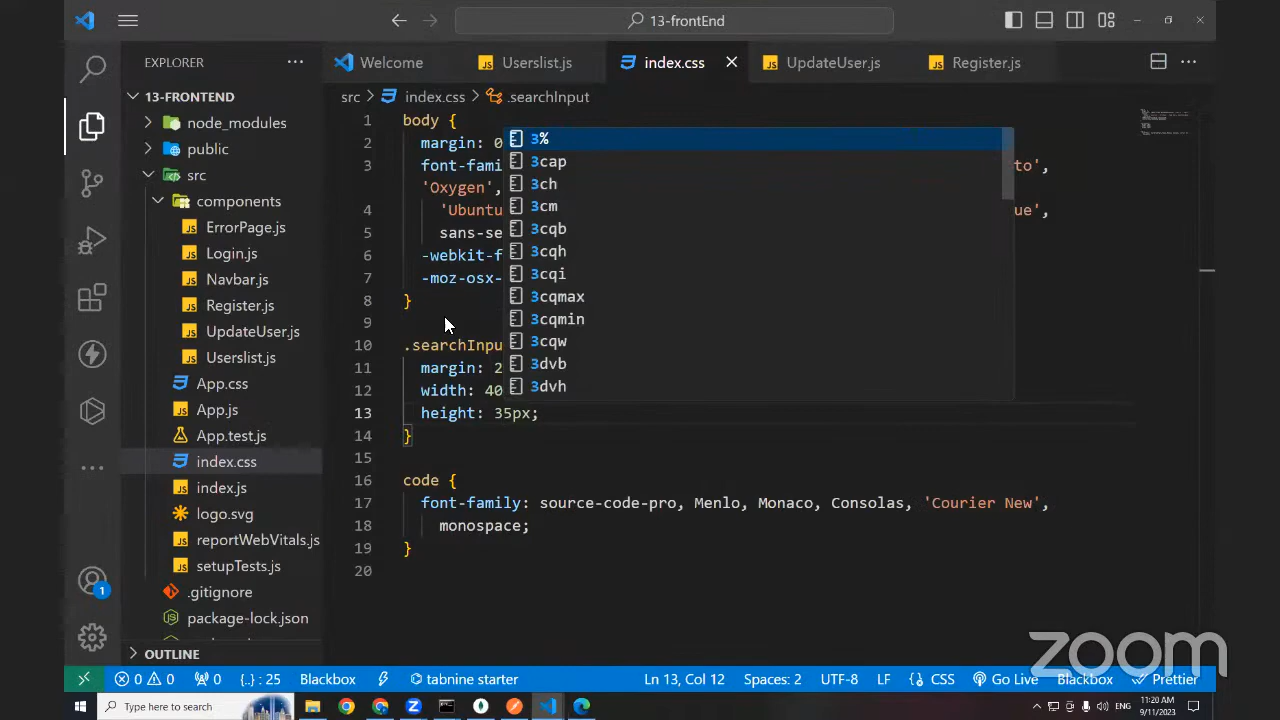 13-frontEnd
EXPLORER
Welcome
Userslist.js
index.css
UpdateUser.js
Register.js
src > index.css > .searchInput
13-FRONTEND
node_modules
public
src
components
ErrorPage.js
Login.js
Navbar.js
Register.js
UpdateUser.js
Userslist.js
App.css
App.js
App.test.js
index.css
index.js
logo.svg
reportWebVitals.js
setupTests.js
.gitignore
package-lock.json
OUTLINE
1 body {
2 margin: 0
3 font-fami to',
'Oxygen',
4 'Ubuntu ue',
5 sans-se
6 -webkit-f
7 -moz-osx-
8 }
9
10 .searchInpu
11 margin: 2
12 width: 40
13 height: 35px;
14 }
15
16 code {
17 font-family: source-code-pro, Menlo, Monaco, Consolas, 'Courier New',
18 monospace;
19 }
20
3%
3cap
3ch
3cm
3cqb
3cqh
3cqi
3cqmax
3cqmin
3cqw
3dvb
3dvh
zoom
1
0 0 0 {..} : 25 Blackbox tabnine starter Ln 13, Col 12 Spaces: 2 UTF-8 LF CSS Go Live Blackbox Prettier
Type here to search
ENG
11:20 AM
9/11/2023